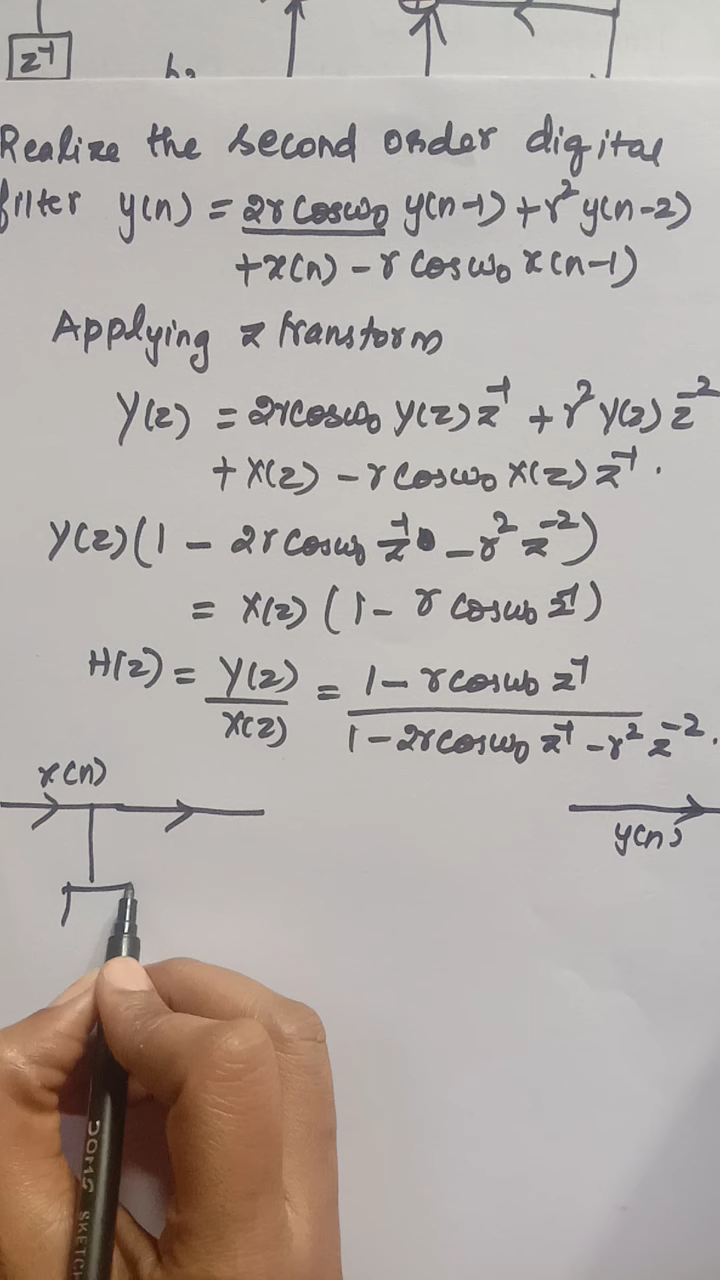 z⁻¹
b₂
Realize the second order digital
filter y(n) = 2r cosω₀ y(n-1) + r² y(n-2)
+x(n) - r cosω₀ x(n-1)
Applying z transform
Y(z) = 2r cosω₀ Y(z) z⁻¹ + r² Y(z) z⁻²
+ X(z) - r cosω₀ X(z) z⁻¹.
Y(z) (1 - 2r cosω₀ z⁻¹ - r² z⁻²)
= X(z) (1 - r cosω₀ z⁻¹)
H(z) = Y(z)/X(z) = (1 - r cosω₀ z⁻¹)/(1 - 2r cosω₀ z⁻¹ - r² z⁻²).
x(n)
y(n)
DOMS SKETCH